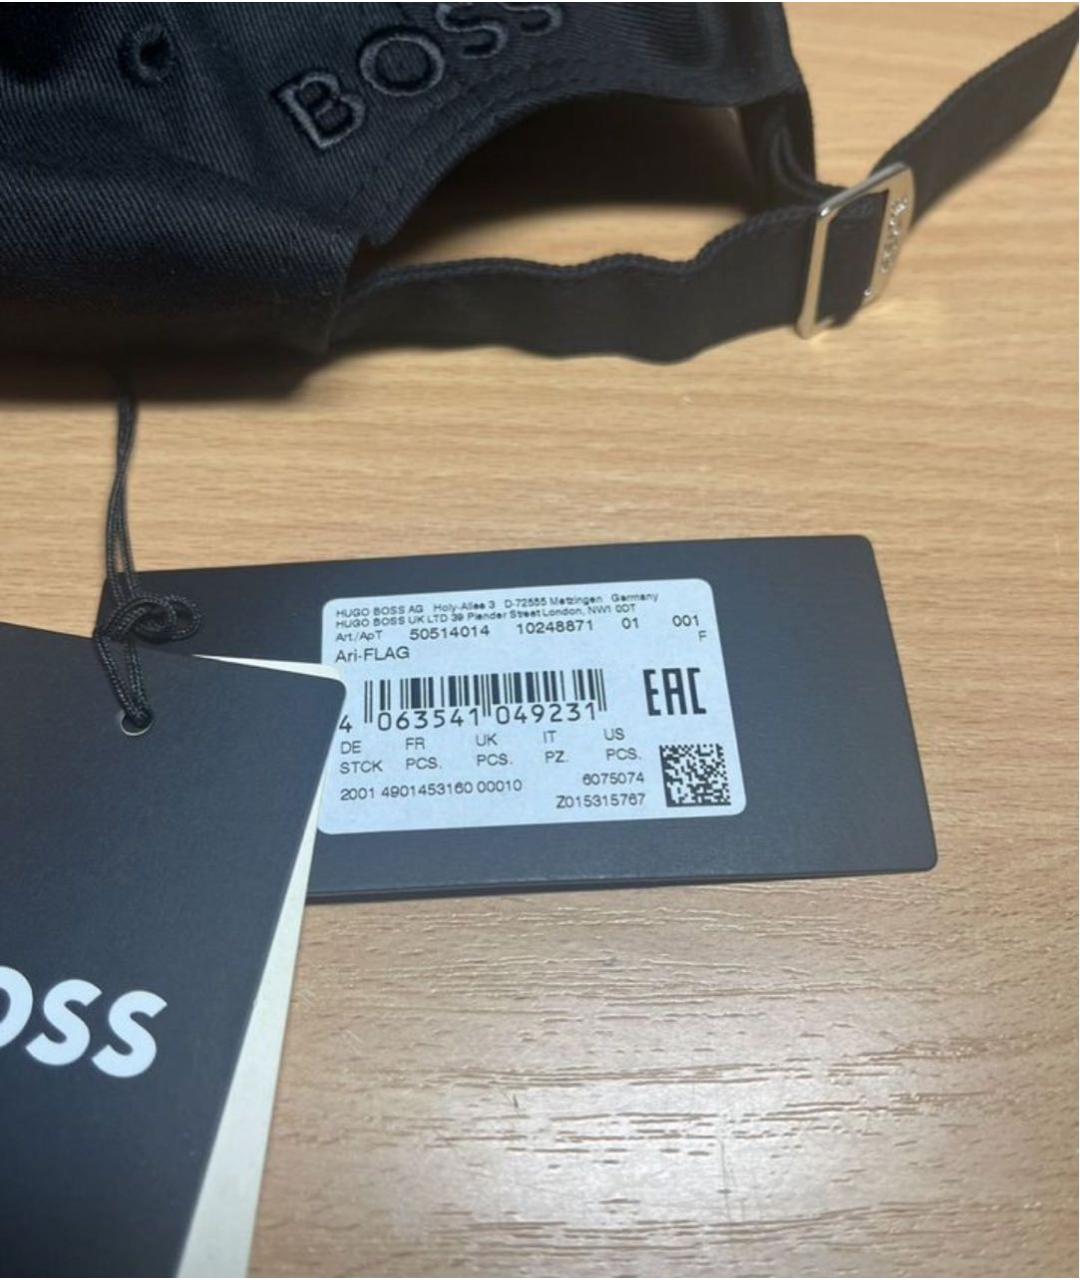 BOSS
HUGO BOSS AG Holy-Allee 3 D-72555 Metzingen Germany
HUGO BOSS UK LTD 39 Plender Street London, NW1 0DT
Art./ApT 50514014 10248871 01 001
F
Ari-FLAG
EAC
4 063541 049231
DE FR UK IT US
STCK PCS. PCS. PZ. PCS.
2001 4901453160 00010 6075074
Z015315767
OSS